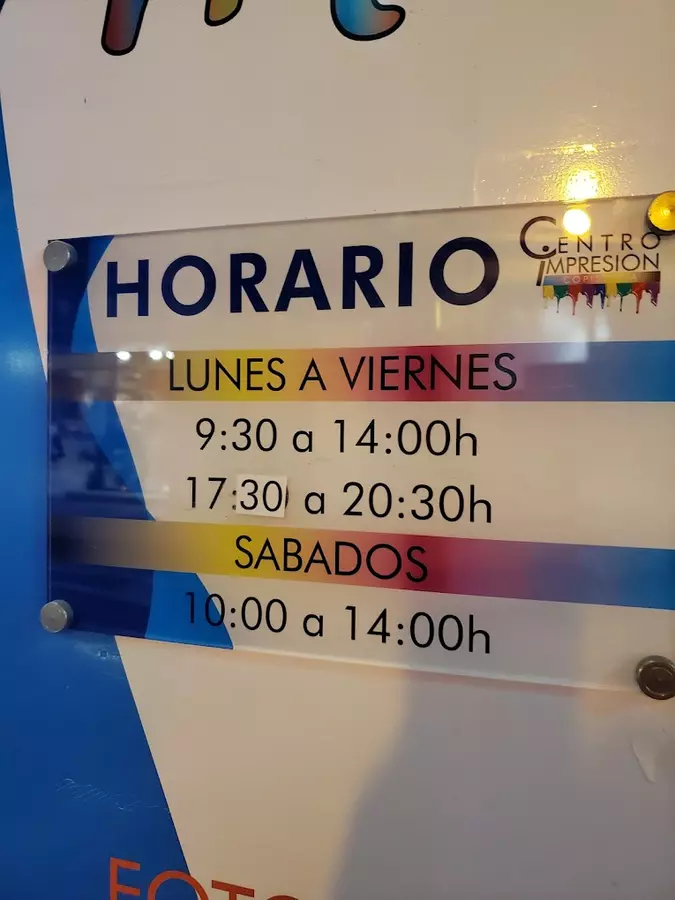 HORARIO
CENTRO
IMPRESION
LUNES A VIERNES
9:30 a 14:00h
17:30 a 20:30h
SABADOS
10:00 a 14:00h